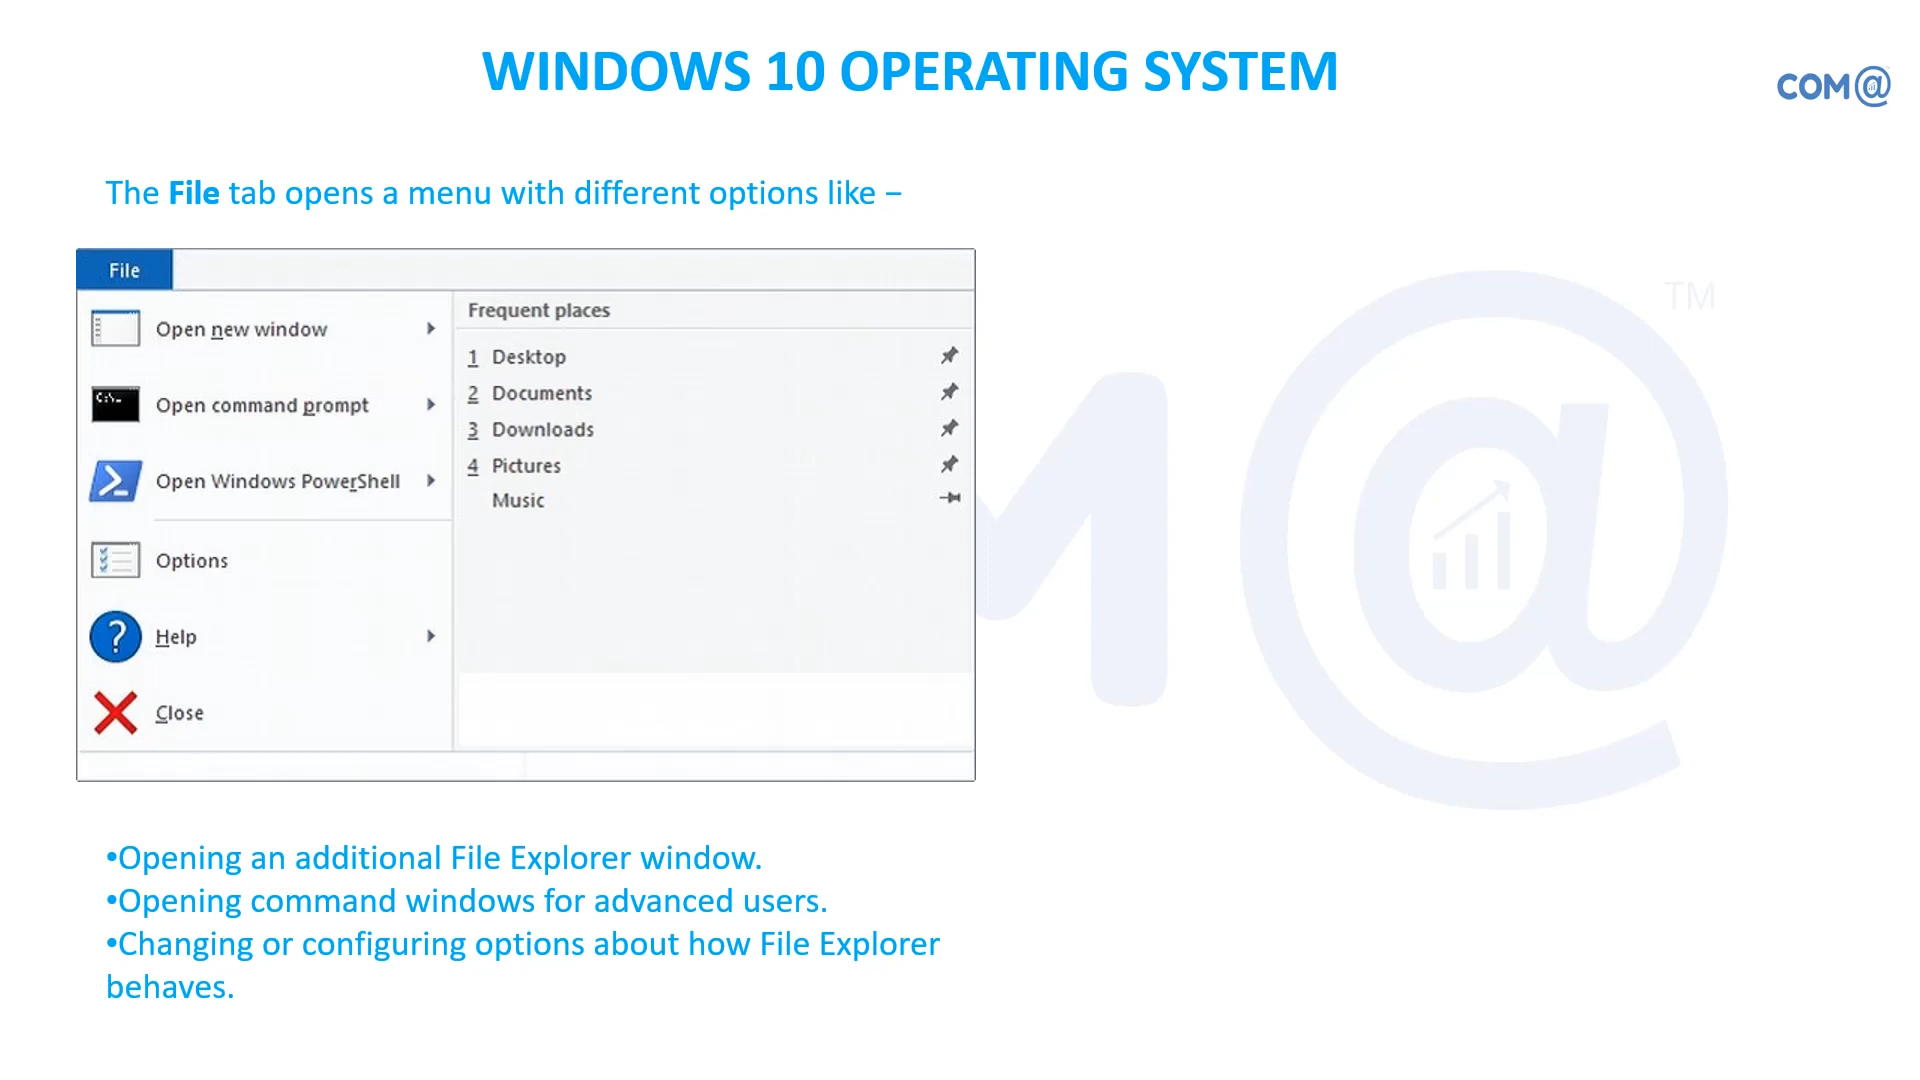 WINDOWS 10 OPERATING SYSTEM
COM@
The File tab opens a menu with different options like −
File
Open new window
Open command prompt
Open Windows PowerShell
Options
Help
Close
Frequent places
1 Desktop
2 Documents
3 Downloads
4 Pictures
Music
C:\_
M@
TM
•Opening an additional File Explorer window.
•Opening command windows for advanced users.
•Changing or configuring options about how File Explorer
behaves.